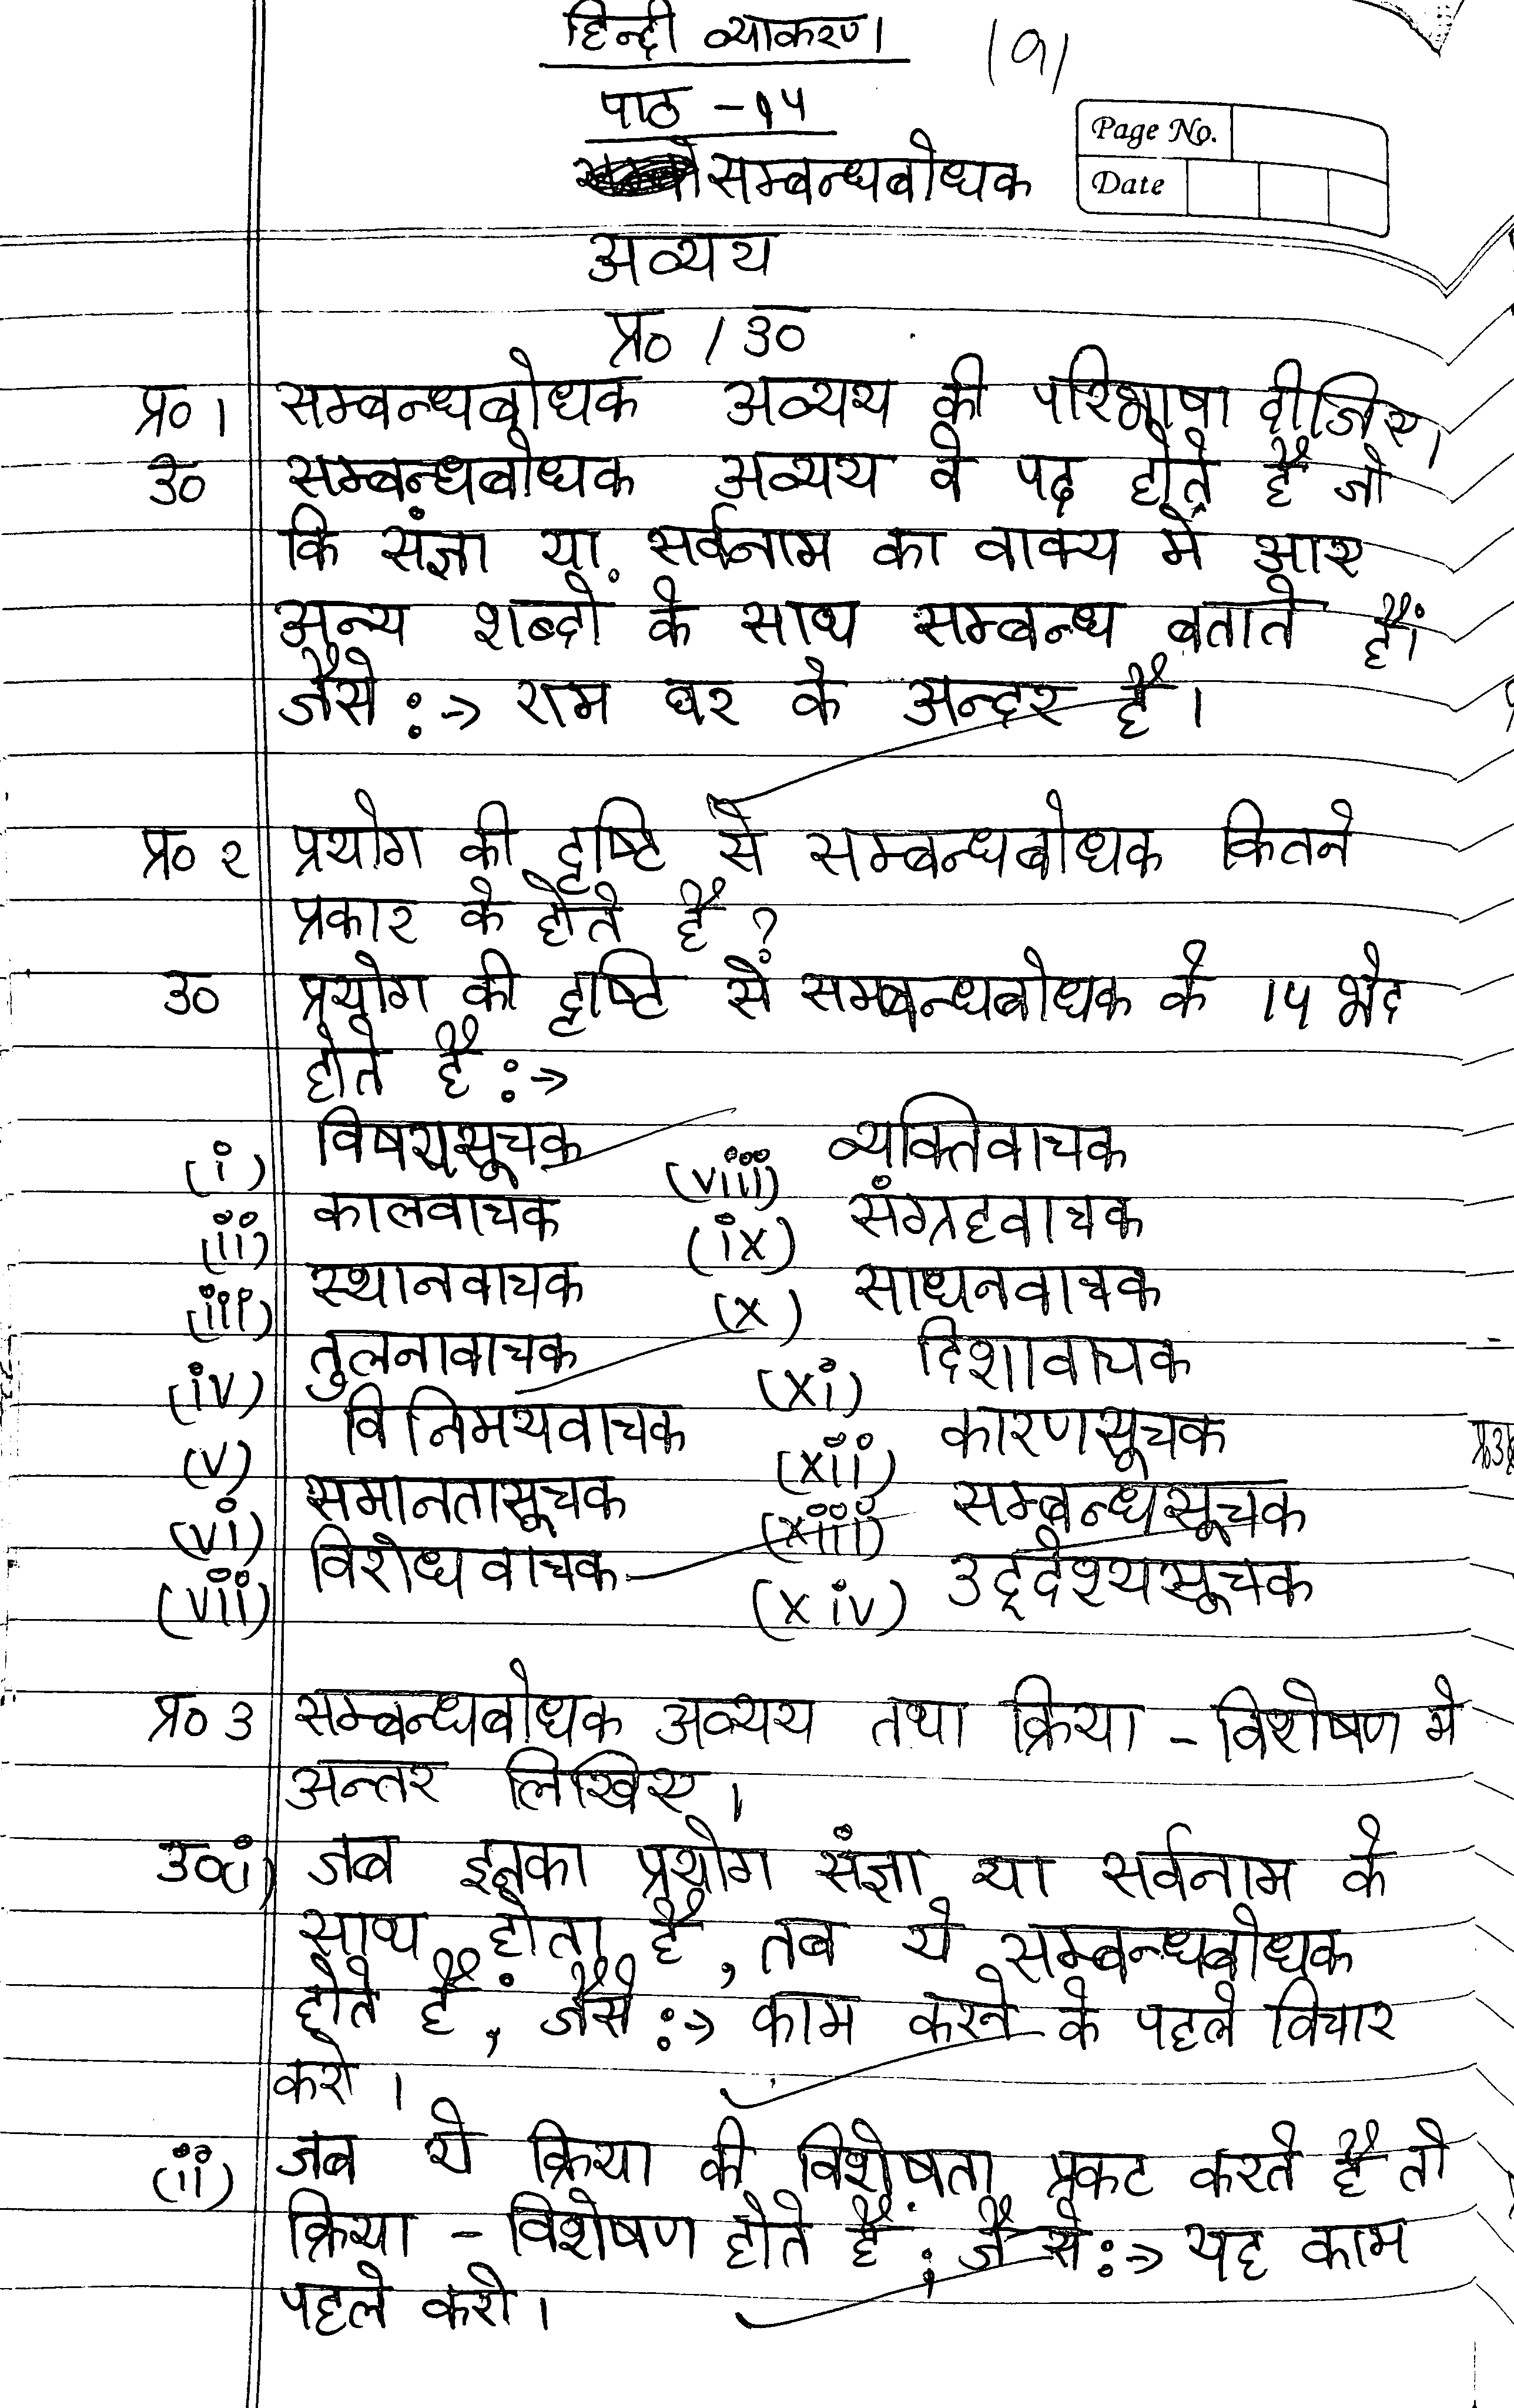 हिन्दी व्याकरण
(9)
पाठ -१५
Page No.
Date
सम्बन्धबोधक
अव्यय
प्र० / उ०
प्र० १ सम्बन्धबोधक अव्यय की परिभाषा दीजिए।
उ० सम्बन्धबोधक अव्यय वे पद होते हैं जो
कि संज्ञा या सर्वनाम का वाक्य में आए
अन्य शब्दों के साथ सम्बन्ध बताते हैं।
जैसे :-> राम घर के अन्दर है।
प्र० २ प्रयोग की दृष्टि से सम्बन्धबोधक कितने
प्रकार के होते हैं ?
उ० प्रयोग की दृष्टि से सम्बन्धबोधक के 14 भेद
होते हैं :->
(i) विषयसूचक (viii) व्यक्तिवाचक
(ii) कालवाचक (ix) संग्रहवाचक
(iii) स्थानवाचक (x) साधनवाचक
(iv) तुलनावाचक (xi) दिशावाचक
(v) विनिमयवाचक (xii) कारणसूचक
(vi) समानतासूचक (xiii) सम्बन्धसूचक
(vii) विरोधवाचक (xiv) उद्देश्यसूचक
प्र० 3 सम्बन्धबोधक अव्यय तथा क्रिया - विशेषण में
अन्तर लिखिए।
उ० (i) जब इनका प्रयोग संज्ञा या सर्वनाम के
साथ होता है, तब ये सम्बन्धबोधक
होते हैं, जैसे :-> काम करने के पहले विचार
करो।
(ii) जब ये क्रिया की विशेषता प्रकट करते हैं तो
क्रिया - विशेषण होते हैं; जैसे :-> यह काम
पहले करो।